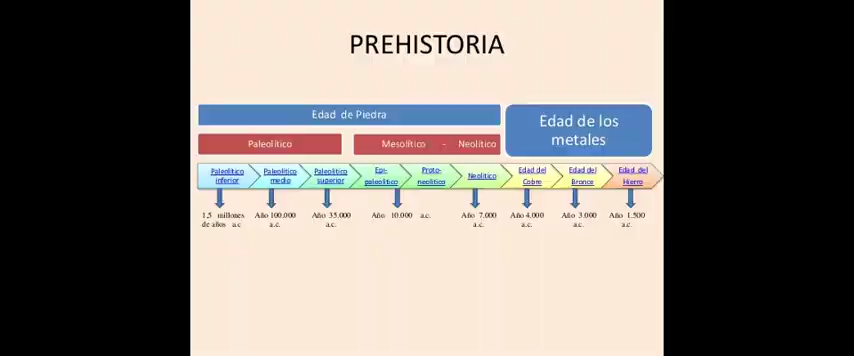 PREHISTORIA
Edad de Piedra
Edad de los
metales
Paleolítico
Mesolítico - Neolítico
Paleolítico
inferior
Paleolítico
medio
Paleolítico
superior
Epi-
paleolítico
Proto-
neolítico
Neolítico
Edad del
Cobre
Edad del
Bronce
Edad del
Hierro
1,5 millones
de años a.c
Año 100.000
a.c.
Año 35.000
a.c.
Año 10.000 a.c.
Año 7.000
a.c.
Año 4.000
a.c.
Año 3.000
a.c.
Año 1.500
a.c.